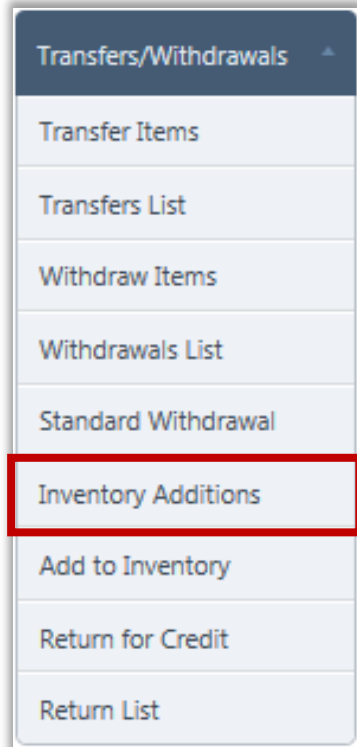 Transfers/Withdrawals
Transfer Items
Transfers List
Withdraw Items
Withdrawals List
Standard Withdrawal
Inventory Additions
Add to Inventory
Return for Credit
Return List